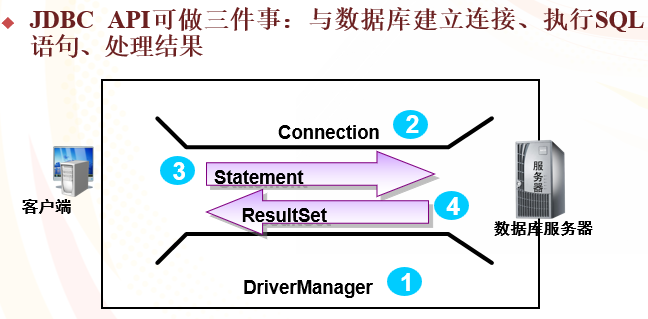 JDBC API可做三件事：与数据库建立连接、执行SQL
语句、处理结果
Connection 2
3 Statement
服务器
ResultSet 4
客户端
数据库服务器
DriverManager 1